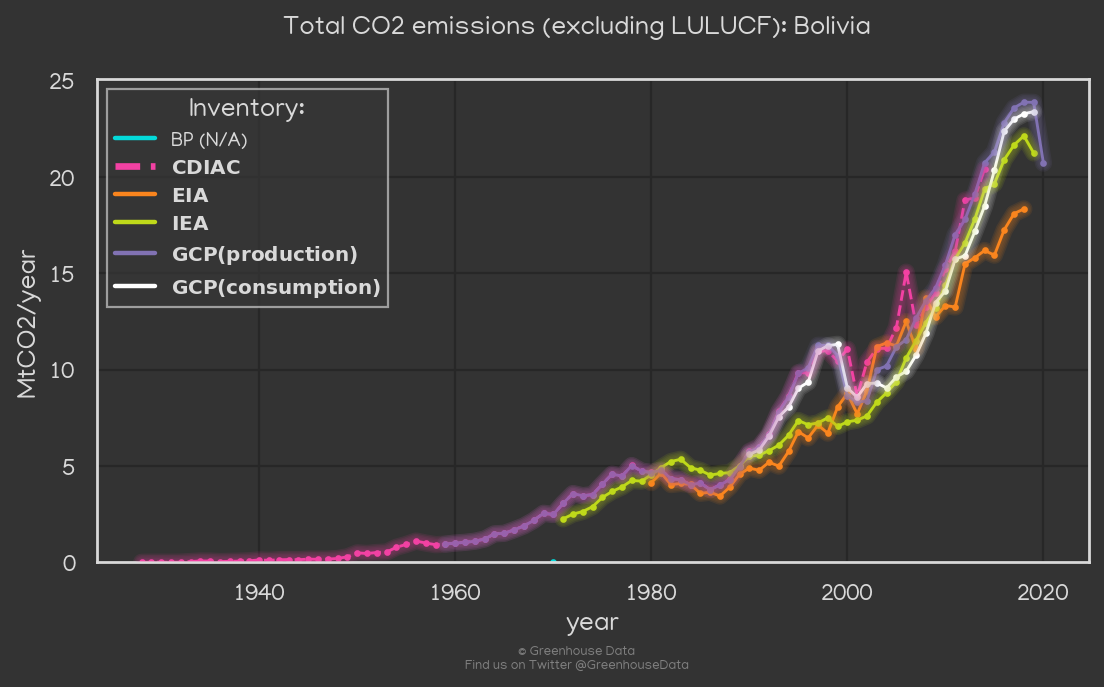 Total CO2 emissions (excluding LULUCF): Bolivia
25
20
15
10
5
0
MtCO2/year
Inventory:
BP (N/A)
CDIAC
EIA
IEA
GCP(production)
GCP(consumption)
1940 1960 1980 2000 2020
year
© Greenhouse Data
Find us on Twitter @GreenhouseData